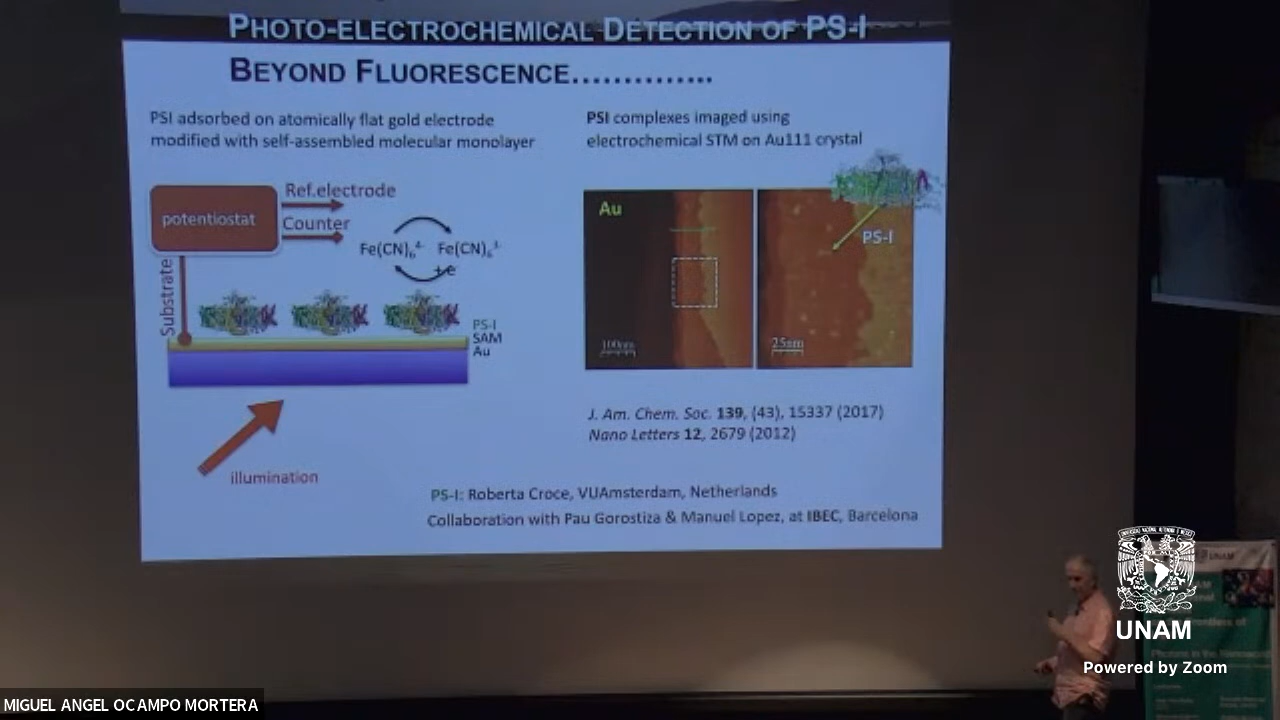 PHOTO-ELECTROCHEMICAL DETECTION OF PS-I
BEYOND FLUORESCENCE..............
PSI adsorbed on atomically flat gold electrode
modified with self-assembled molecular monolayer
potentiostat
Ref.electrode
Counter
Substrate
Fe(CN)₆⁴⁻ Fe(CN)₆³⁻
+e⁻
PS-I
SAM
Au
illumination
PSI complexes imaged using
electrochemical STM on Au111 crystal
Au
100nm
PS-I
25nm
J. Am. Chem. Soc. 139, (43), 15337 (2017)
Nano Letters 12, 2679 (2012)
PS-I: Roberta Croce, VUAmsterdam, Netherlands
Collaboration with Pau Gorostiza & Manuel Lopez, at IBEC, Barcelona
UNAM
Powered by Zoom
UNAM
MIGUEL ANGEL OCAMPO MORTERA